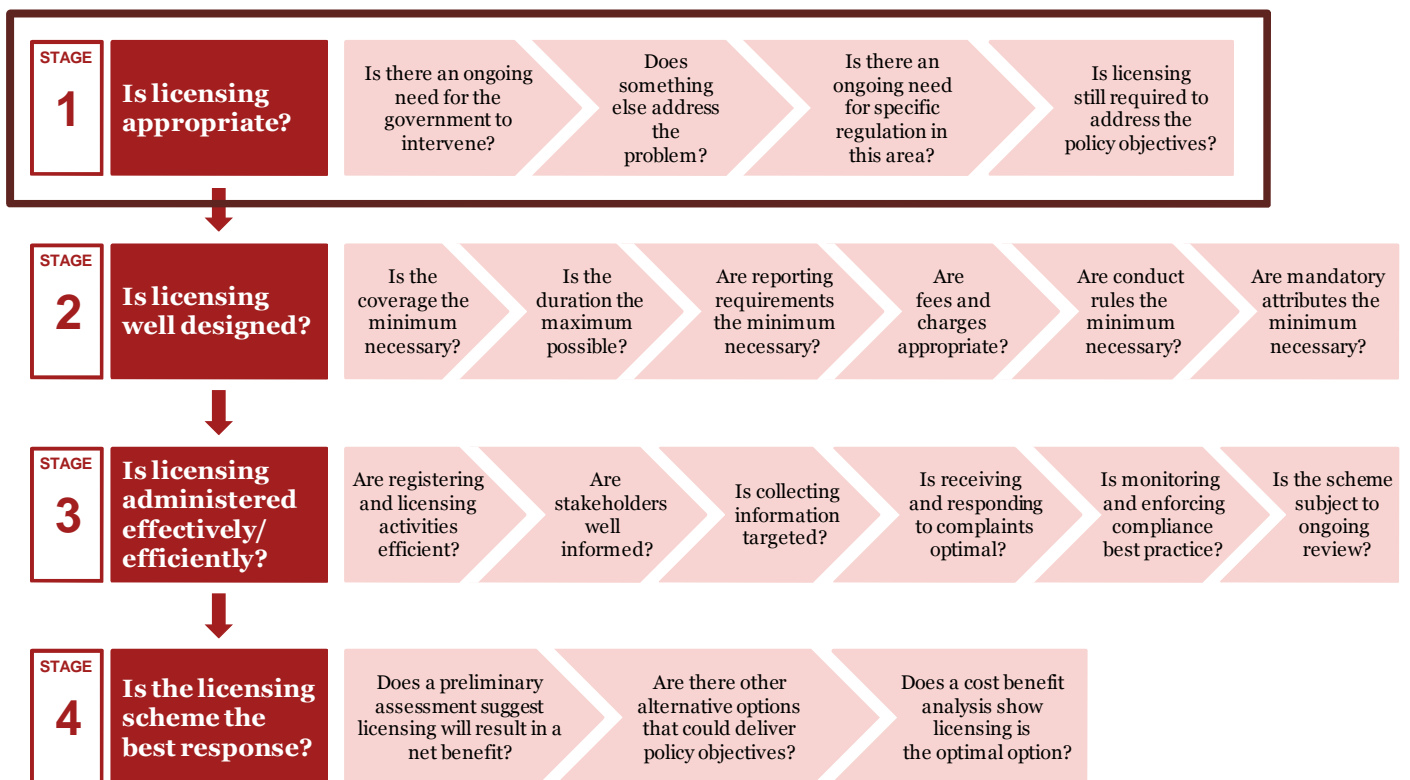 STAGE
1
Is licensing
appropriate?
Is there an ongoing
need for the
government to
intervene?
Does
something
else address
the
problem?
Is there an
ongoing need
for specific
regulation in
this area?
Is licensing
still required to
address the
policy objectives?
STAGE
2
Is licensing
well designed?
Is the
coverage the
minimum
necessary?
Is the
duration the
maximum
possible?
Are reporting
requirements
the minimum
necessary?
Are
fees and
charges
appropriate?
Are conduct
rules the
minimum
necessary?
Are mandatory
attributes the
minimum
necessary?
STAGE
3
Is licensing
administered
effectively/
efficiently?
Are registering
and licensing
activities
efficient?
Are
stakeholders
well
informed?
Is collecting
information
targeted?
Is receiving
and responding
to complaints
optimal?
Is monitoring
and enforcing
compliance
best practice?
Is the scheme
subject to
ongoing
review?
STAGE
4
Is the licensing
scheme the
best response?
Does a preliminary
assessment suggest
licensing will result in a
net benefit?
Are there other
alternative options
that could deliver
policy objectives?
Does a cost benefit
analysis show
licensing is
the optimal option?